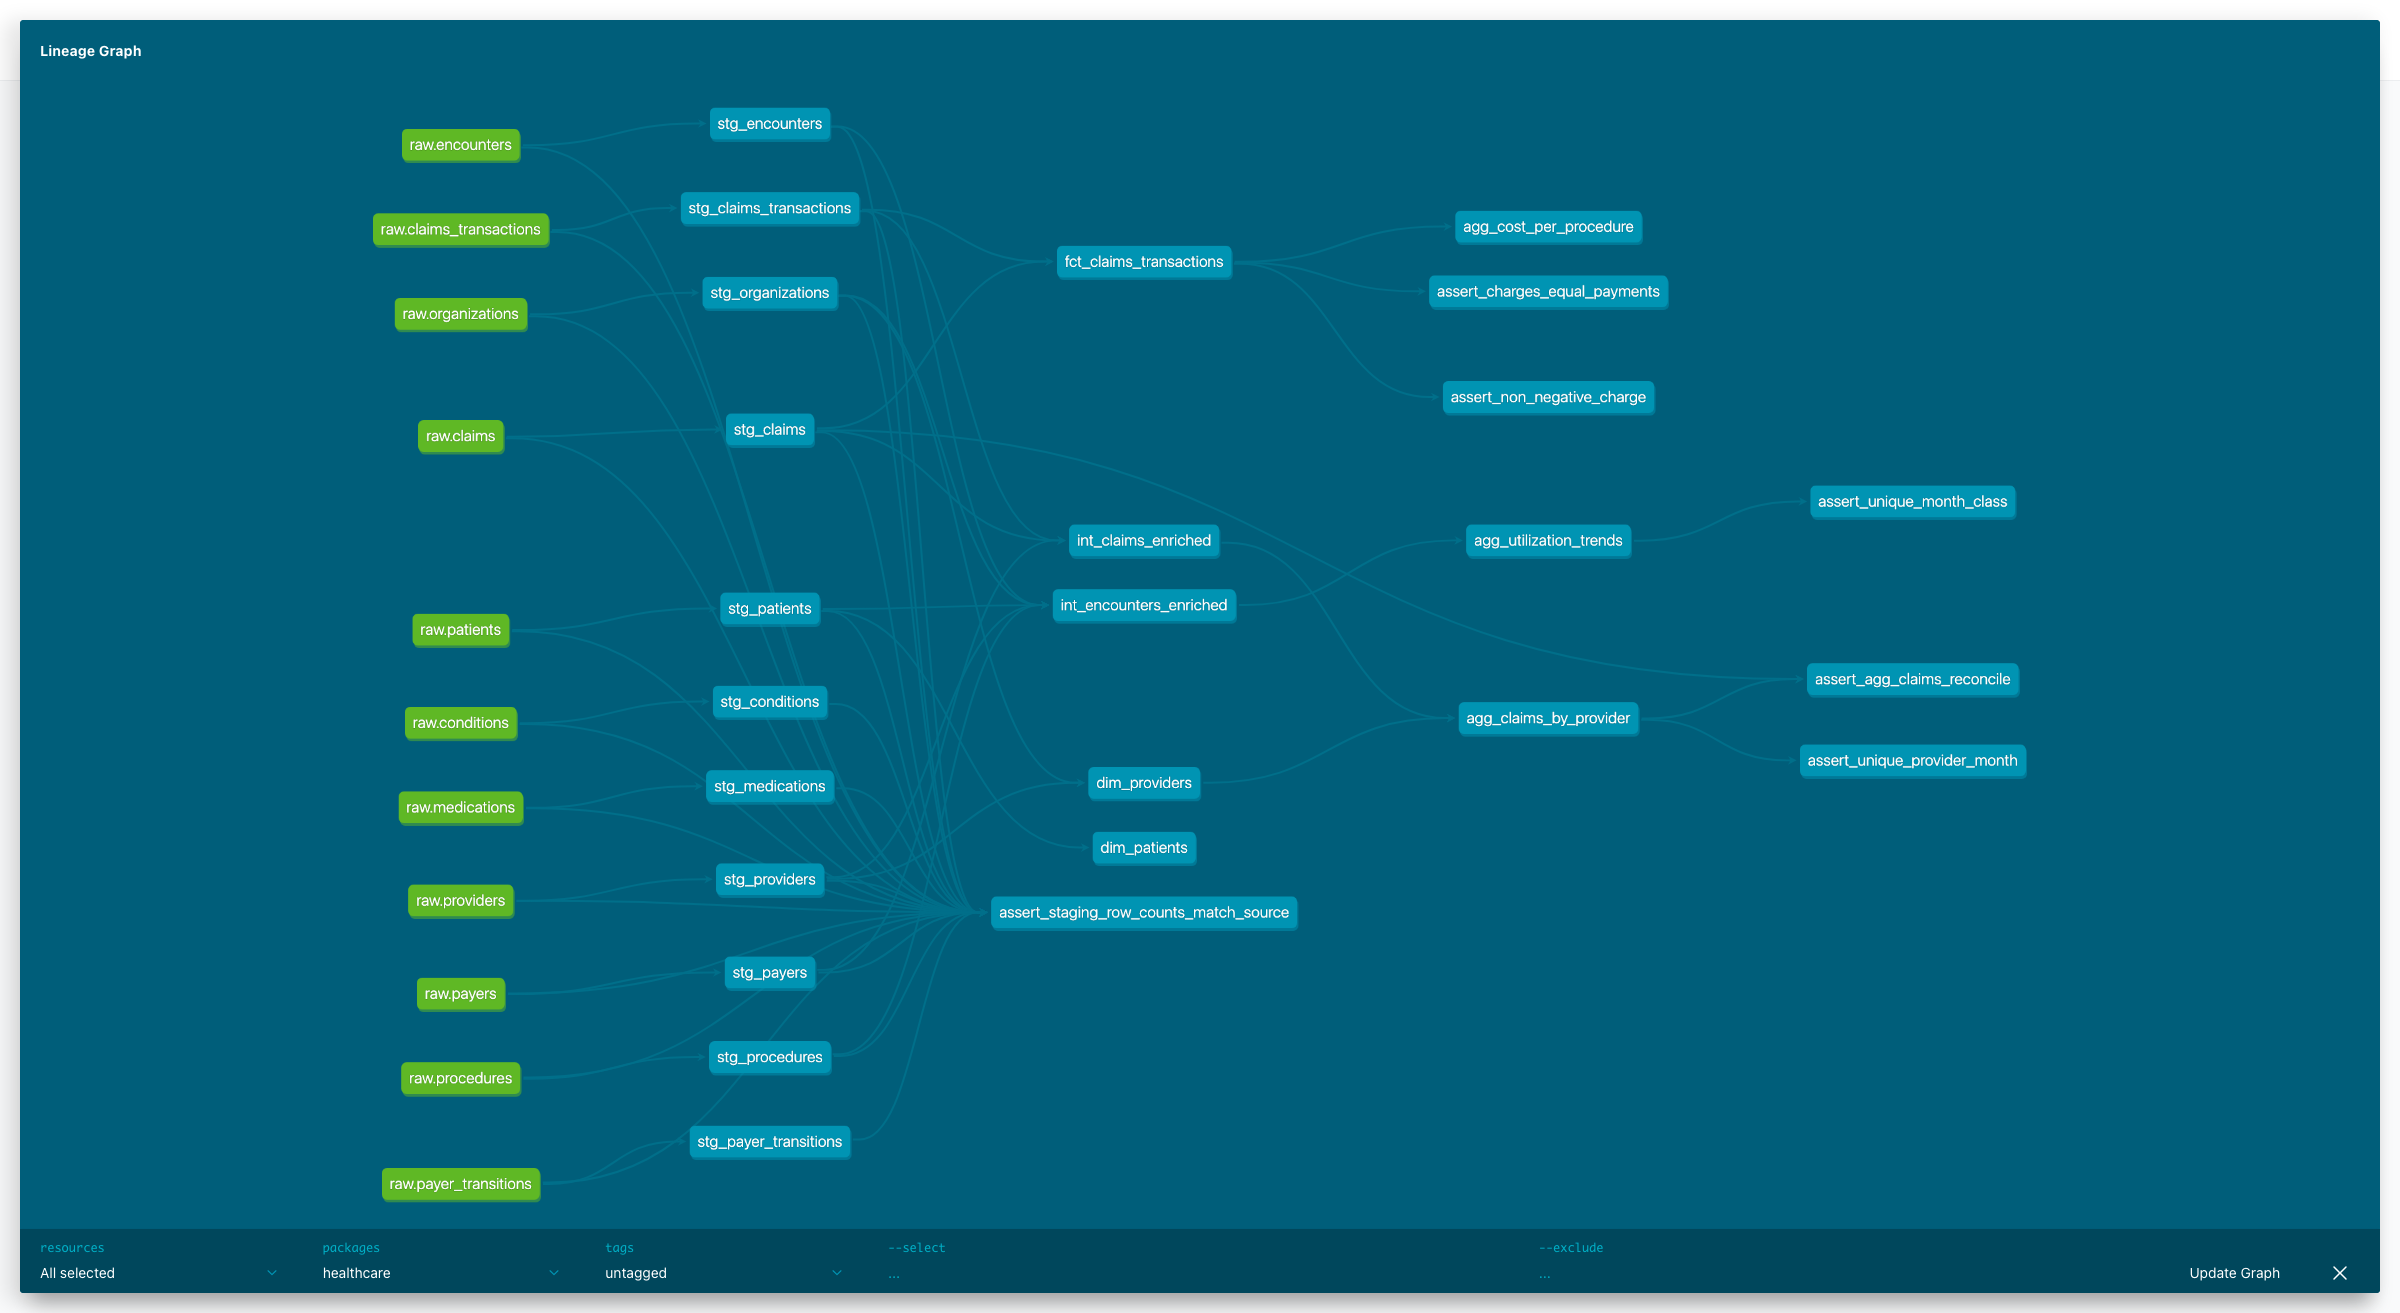 Lineage Graph
raw.encounters
raw.claims_transactions
raw.organizations
raw.claims
raw.patients
raw.conditions
raw.medications
raw.providers
raw.payers
raw.procedures
raw.payer_transitions
stg_encounters
stg_claims_transactions
stg_organizations
stg_claims
stg_patients
stg_conditions
stg_medications
stg_providers
stg_payers
stg_procedures
stg_payer_transitions
fct_claims_transactions
int_claims_enriched
int_encounters_enriched
dim_providers
dim_patients
assert_staging_row_counts_match_source
agg_cost_per_procedure
assert_charges_equal_payments
assert_non_negative_charge
agg_utilization_trends
agg_claims_by_provider
assert_unique_month_class
assert_agg_claims_reconcile
assert_unique_provider_month
resources
All selected
packages
healthcare
tags
untagged
--select
...
--exclude
...
Update Graph